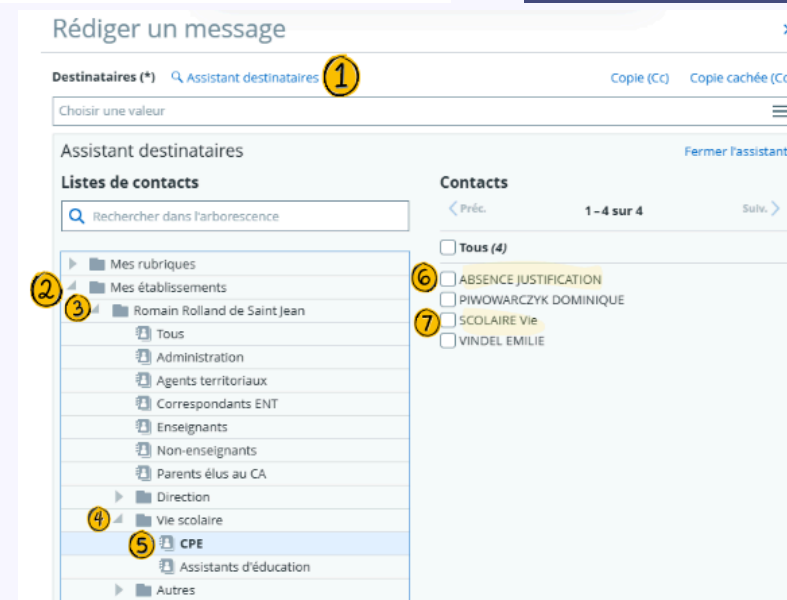 Rédiger un message
Destinataires (*) Assistant destinataires 1 Copie (Cc) Copie cachée (Cc
Choisir une valeur
Assistant destinataires Fermer l'assistant
Listes de contacts
Rechercher dans l'arborescence
Mes rubriques
2 Mes établissements
3 Romain Rolland de Saint Jean
Tous
Administration
Agents territoriaux
Correspondants ENT
Enseignants
Non-enseignants
Parents élus au CA
Direction
4 Vie scolaire
5 CPE
Assistants d'éducation
Autres
Contacts
Préc. 1 – 4 sur 4 Suiv.
Tous (4)
6 ABSENCE JUSTIFICATION
PIWOWARCZYK DOMINIQUE
7 SCOLAIRE Vie
VINDEL EMILIE